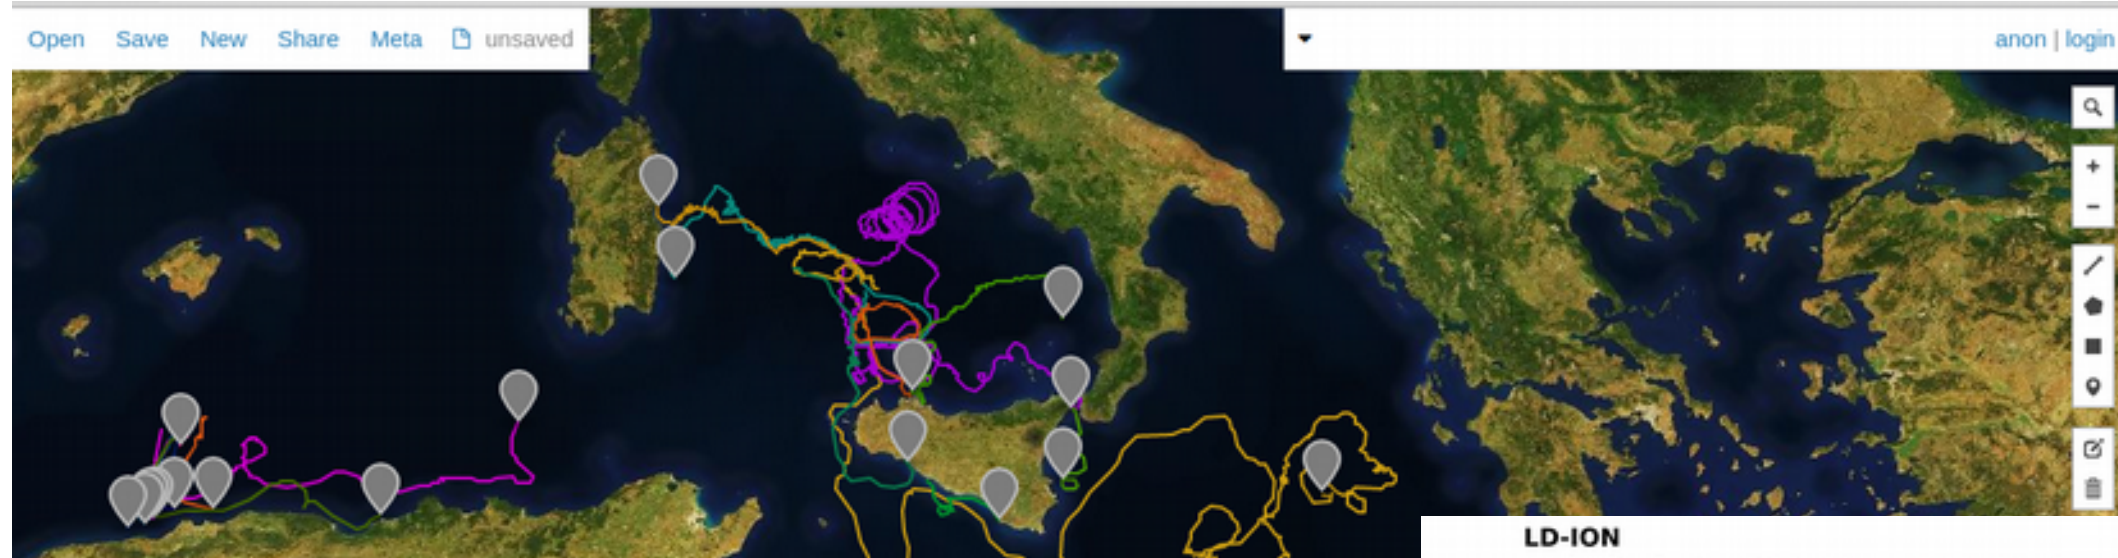 Open Save New Share Meta unsaved
anon | login
+
−
LD-ION